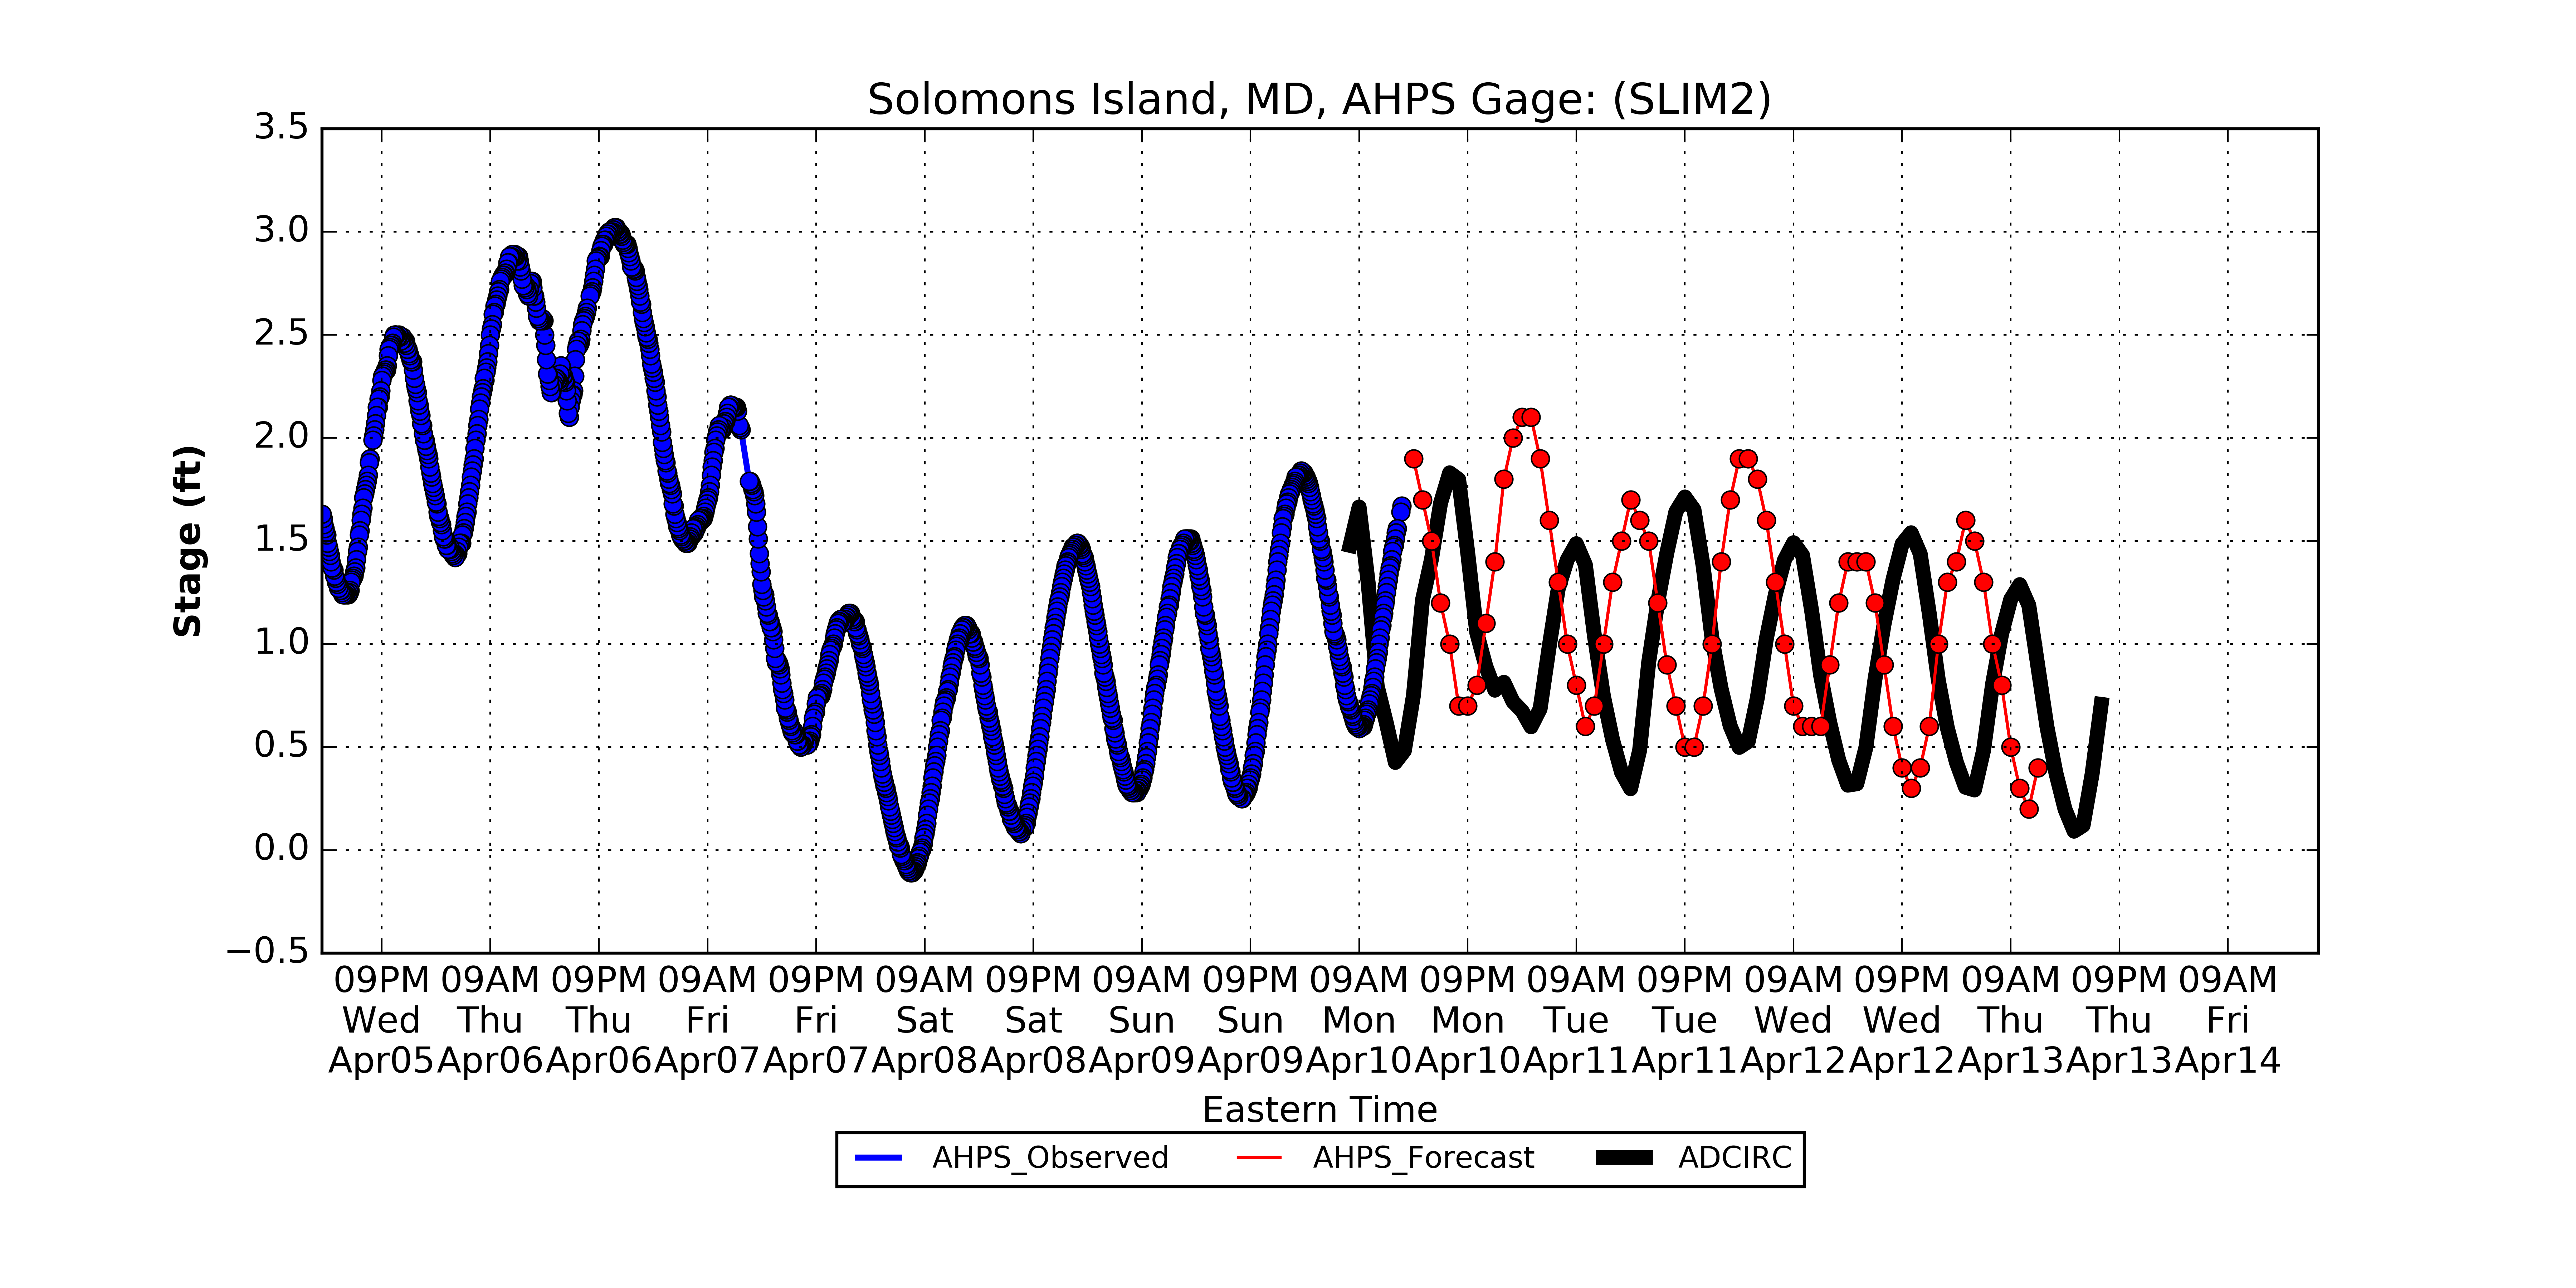 Solomons Island, MD, AHPS Gage: (SLIM2)
3.5
3.0
2.5
2.0
1.5
1.0
0.5
0.0
−0.5
Stage (ft)
09PM 09AM 09PM 09AM 09PM 09AM 09PM 09AM 09PM 09AM 09PM 09AM 09PM 09AM 09PM 09AM 09PM 09AM
Wed Thu Thu Fri Fri Sat Sat Sun Sun Mon Mon Tue Tue Wed Wed Thu Thu Fri
Apr05 Apr06 Apr06 Apr07 Apr07 Apr08 Apr08 Apr09 Apr09 Apr10 Apr10 Apr11 Apr11 Apr12 Apr12 Apr13 Apr13 Apr14
Eastern Time
AHPS_Observed AHPS_Forecast ADCIRC